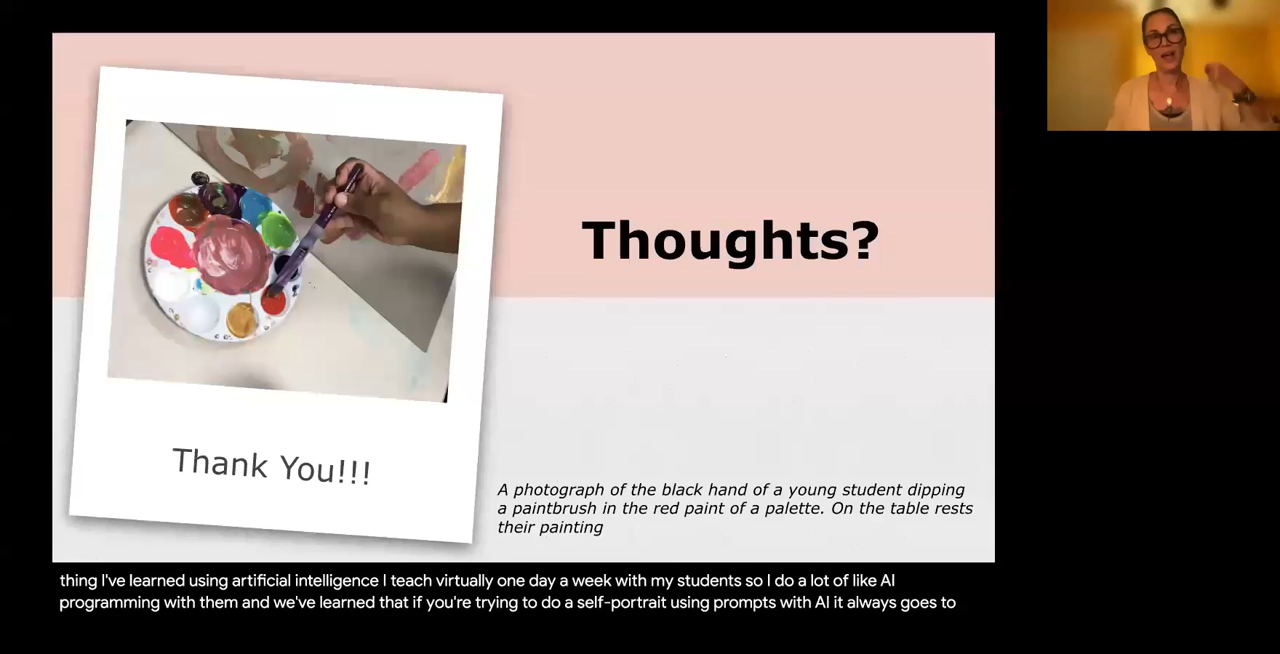 Thoughts?
Thank You!!!
A photograph of the black hand of a young student dipping
a paintbrush in the red paint of a palette. On the table rests
their painting
thing I've learned using artificial intelligence I teach virtually one day a week with my students so I do a lot of like AI
programming with them and we've learned that if you're trying to do a self-portrait using prompts with AI it always goes to